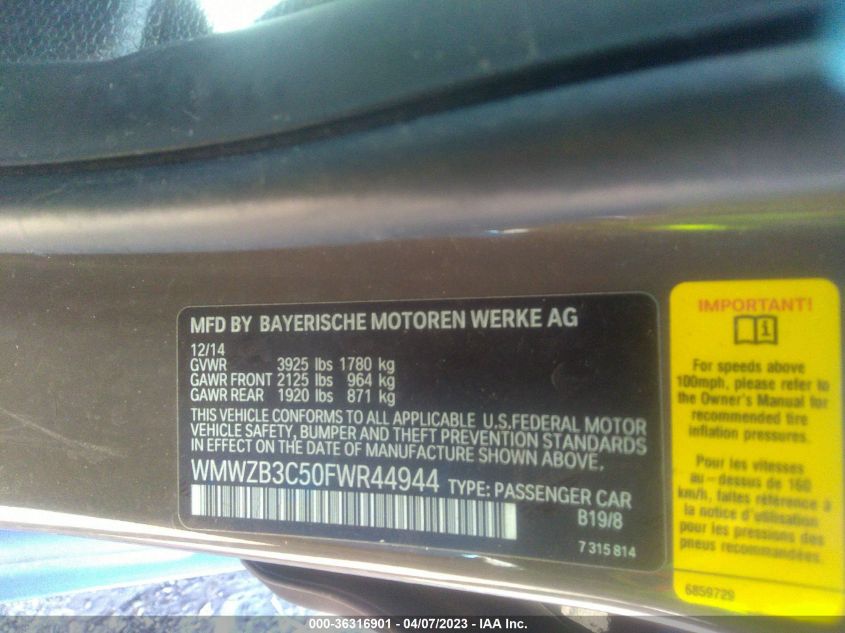 MFD BY BAYERISCHE MOTOREN WERKE AG
12/14
GVWR 3925 lbs 1780 kg
GAWR FRONT 2125 lbs 964 kg
GAWR REAR 1920 lbs 871 kg
THIS VEHICLE CONFORMS TO ALL APPLICABLE U.S.FEDERAL MOTOR
VEHICLE SAFETY, BUMPER AND THEFT PREVENTION STANDARDS
IN EFFECT ON THE DATE OF MANUFACTURE SHOWN ABOVE.
WMWZB3C50FWR44944 TYPE: PASSENGER CAR
B19/8
7 315 814
IMPORTANT!
For speeds above
100mph, please refer to
the Owner's Manual for
recommended tire
inflation pressures.
Pour les vitesses
au-dessus de 160
km/h, faites référence à
votre guide d'utilisation
pour les pressions des
pneus recommandées.
6859729
000-36316901 - 04/07/2023 - IAA Inc.